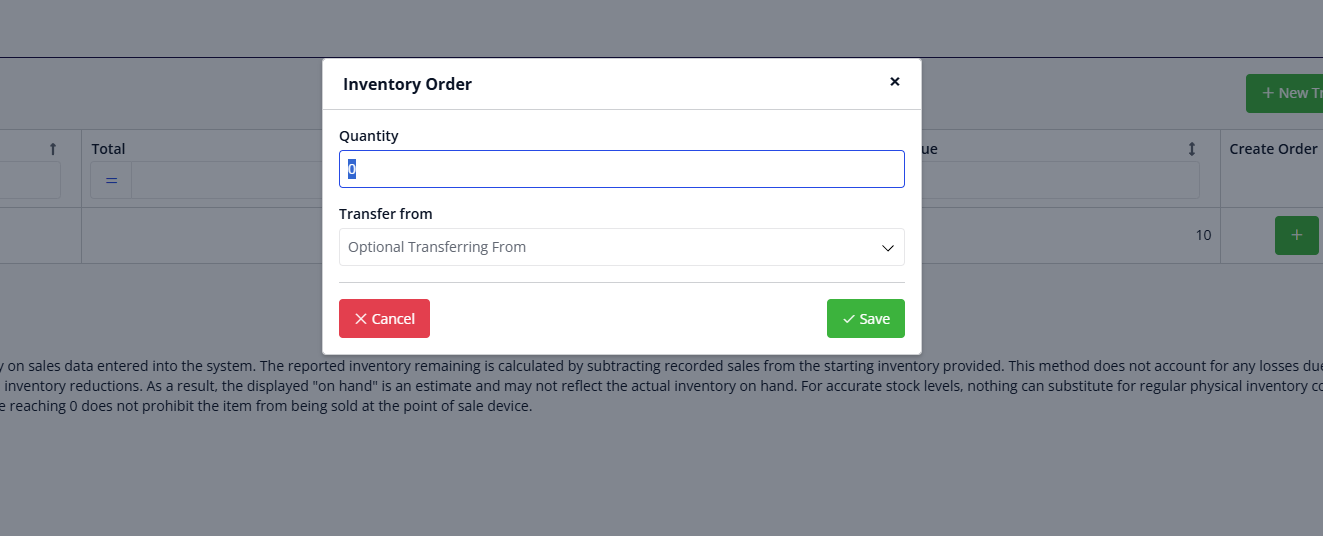 Inventory Order
×
+ New Tr
Total
ue
Create Order
=
Quantity
0
Transfer from
Optional Transferring From
10
+
Cancel
Save
y on sales data entered into the system. The reported inventory remaining is calculated by subtracting recorded sales from the starting inventory provided. This method does not account for any losses due
inventory reductions. As a result, the displayed "on hand" is an estimate and may not reflect the actual inventory on hand. For accurate stock levels, nothing can substitute for regular physical inventory co
e reaching 0 does not prohibit the item from being sold at the point of sale device.